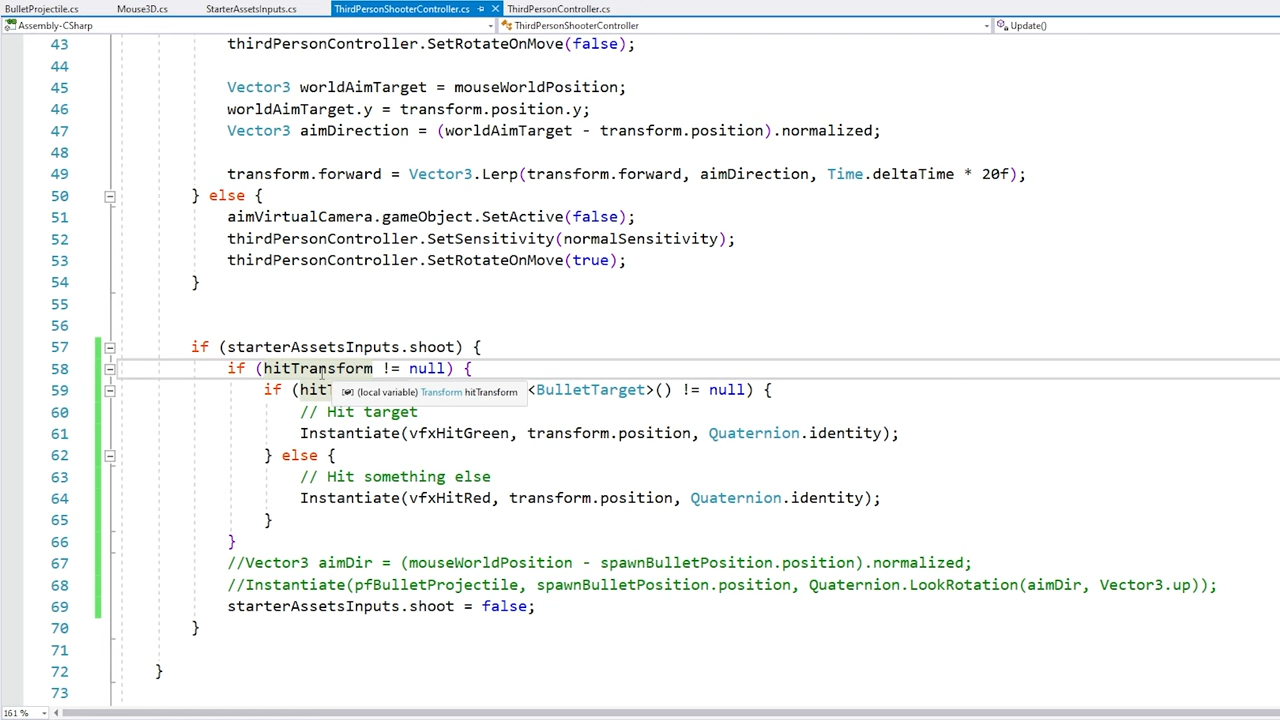 BulletProjectile.cs Mouse3D.cs StarterAssetsInputs.cs ThirdPersonShooterController.cs ThirdPersonController.cs
Assembly-CSharp ThirdPersonShooterController Update()
43 thirdPersonController.SetRotateOnMove(false);
44
45 Vector3 worldAimTarget = mouseWorldPosition;
46 worldAimTarget.y = transform.position.y;
47 Vector3 aimDirection = (worldAimTarget - transform.position).normalized;
48
49 transform.forward = Vector3.Lerp(transform.forward, aimDirection, Time.deltaTime * 20f);
50 } else {
51 aimVirtualCamera.gameObject.SetActive(false);
52 thirdPersonController.SetSensitivity(normalSensitivity);
53 thirdPersonController.SetRotateOnMove(true);
54 }
55
56
57 if (starterAssetsInputs.shoot) {
58 if (hitTransform != null) {
59 if (hitT <BulletTarget>() != null) {
(local variable) Transform hitTransform
60 // Hit target
61 Instantiate(vfxHitGreen, transform.position, Quaternion.identity);
62 } else {
63 // Hit something else
64 Instantiate(vfxHitRed, transform.position, Quaternion.identity);
65 }
66 }
67 //Vector3 aimDir = (mouseWorldPosition - spawnBulletPosition.position).normalized;
68 //Instantiate(pfBulletProjectile, spawnBulletPosition.position, Quaternion.LookRotation(aimDir, Vector3.up));
69 starterAssetsInputs.shoot = false;
70 }
71
72 }
73
161 %